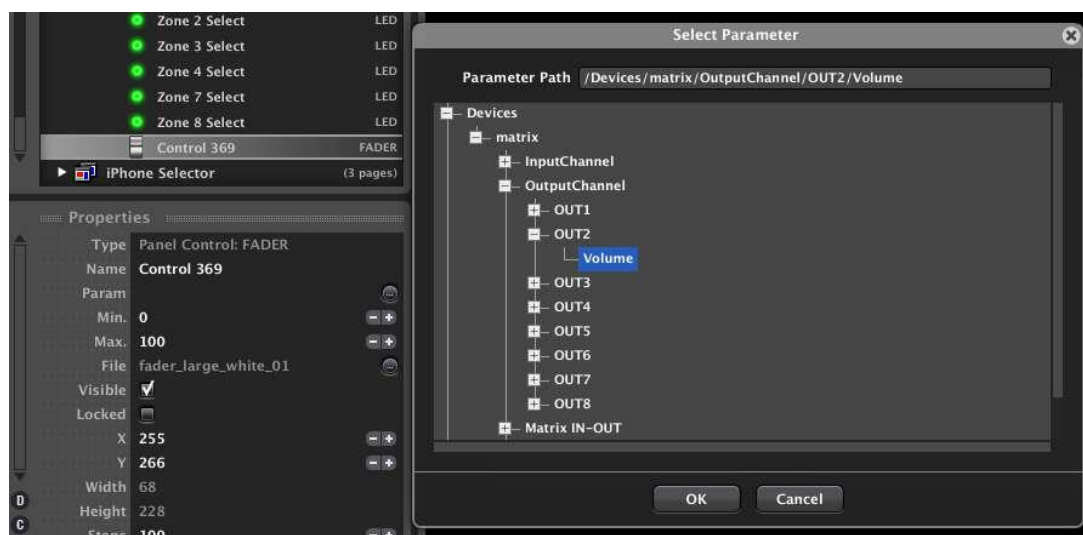 Zone 2 Select LED
Zone 3 Select LED
Zone 4 Select LED
Zone 7 Select LED
Zone 8 Select LED
Control 369 FADER
iPhone Selector (3 pages)
Properties
Type Panel Control: FADER
Name Control 369
Param
Min. 0
Max. 100
File fader_large_white_01
Visible
Locked
X 255
Y 266
Width 68
Height 228
Steps 100
D
C
Select Parameter
Parameter Path /Devices/matrix/OutputChannel/OUT2/Volume
Devices
matrix
InputChannel
OutputChannel
OUT1
OUT2
Volume
OUT3
OUT4
OUT5
OUT6
OUT7
OUT8
Matrix IN-OUT
OK Cancel